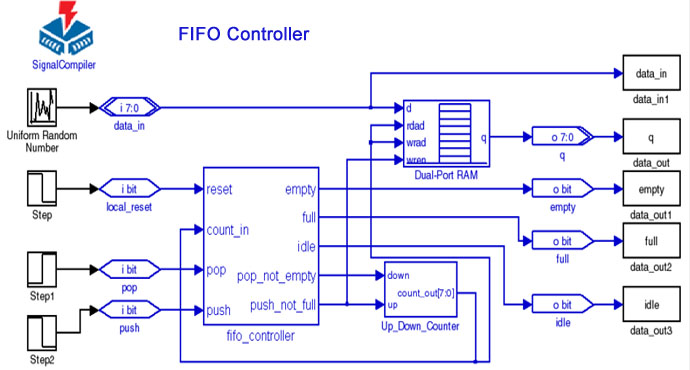 FIFO Controller
SignalCompiler
Uniform Random
Number
i 7:0
data_in
data_in
data_in1
d
rdad
wrad
wren
q
Dual-Port RAM
o 7:0
q
q
data_out
Step
i bit
local_reset
reset
count_in
pop
push
empty
full
idle
pop_not_empty
push_not_full
fifo_controller
o bit
empty
empty
data_out1
o bit
full
full
data_out2
Step1
i bit
pop
down
count_out[7:0]
up
Up_Down_Counter
o bit
idle
idle
data_out3
Step2
i bit
push